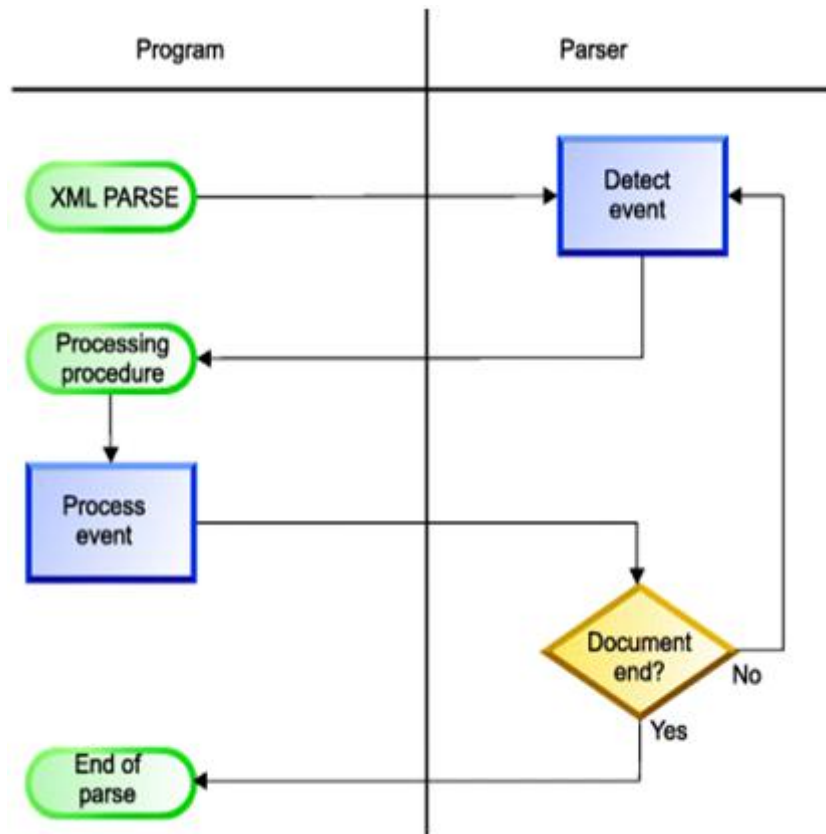 Program
Parser
XML PARSE
Detect
event
Processing
procedure
Process
event
Document
end?
No
Yes
End of
parse